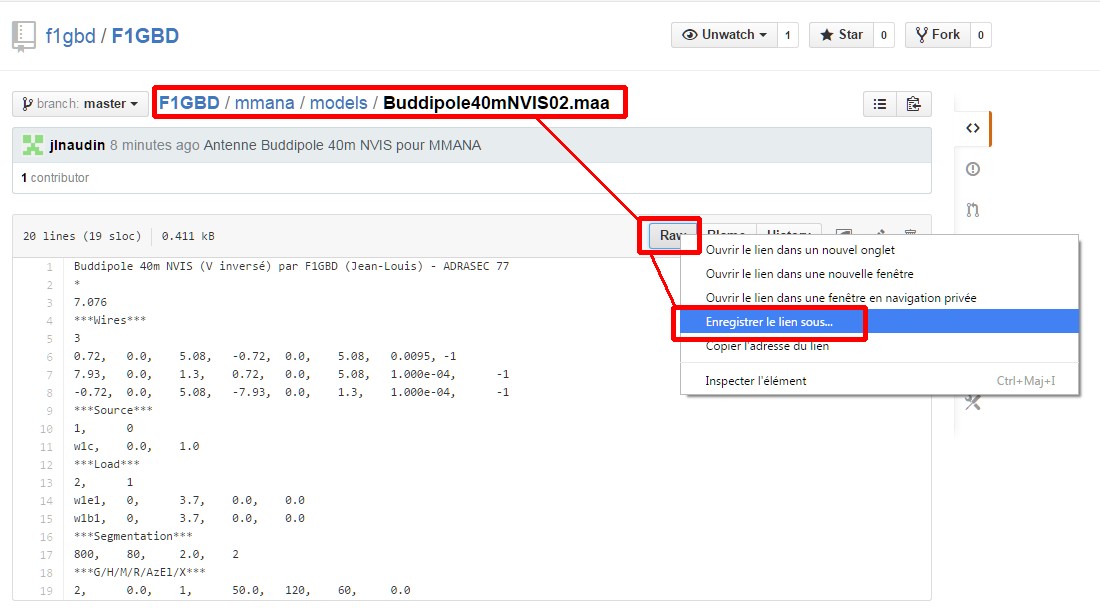 f1gbd / F1GBD
Unwatch 1 Star 0 Fork 0
branch: master F1GBD / mmana / models / Buddipole40mNVIS02.maa
jlnaudin 8 minutes ago Antenne Buddipole 40m NVIS pour MMANA
1 contributor
20 lines (19 sloc) 0.411 kB Raw Blame History
Ouvrir le lien dans un nouvel onglet
Ouvrir le lien dans une nouvelle fenêtre
Ouvrir le lien dans une fenêtre en navigation privée
Enregistrer le lien sous...
Copier l'adresse du lien
Inspecter l'élément Ctrl+Maj+I
1 Buddipole 40m NVIS (V inversé) par F1GBD (Jean-Louis) - ADRASEC 77
2 *
3 7.076
4 ***Wires***
5 3
6 0.72, 0.0, 5.08, -0.72, 0.0, 5.08, 0.0095, -1
7 7.93, 0.0, 1.3, 0.72, 0.0, 5.08, 1.000e-04, -1
8 -0.72, 0.0, 5.08, -7.93, 0.0, 1.3, 1.000e-04, -1
9 ***Source***
10 1, 0
11 w1c, 0.0, 1.0
12 ***Load***
13 2, 1
14 w1e1, 0, 3.7, 0.0, 0.0
15 w1b1, 0, 3.7, 0.0, 0.0
16 ***Segmentation***
17 800, 80, 2.0, 2
18 ***G/H/M/R/AzEl/X***
19 2, 0.0, 1, 50.0, 120, 60, 0.0